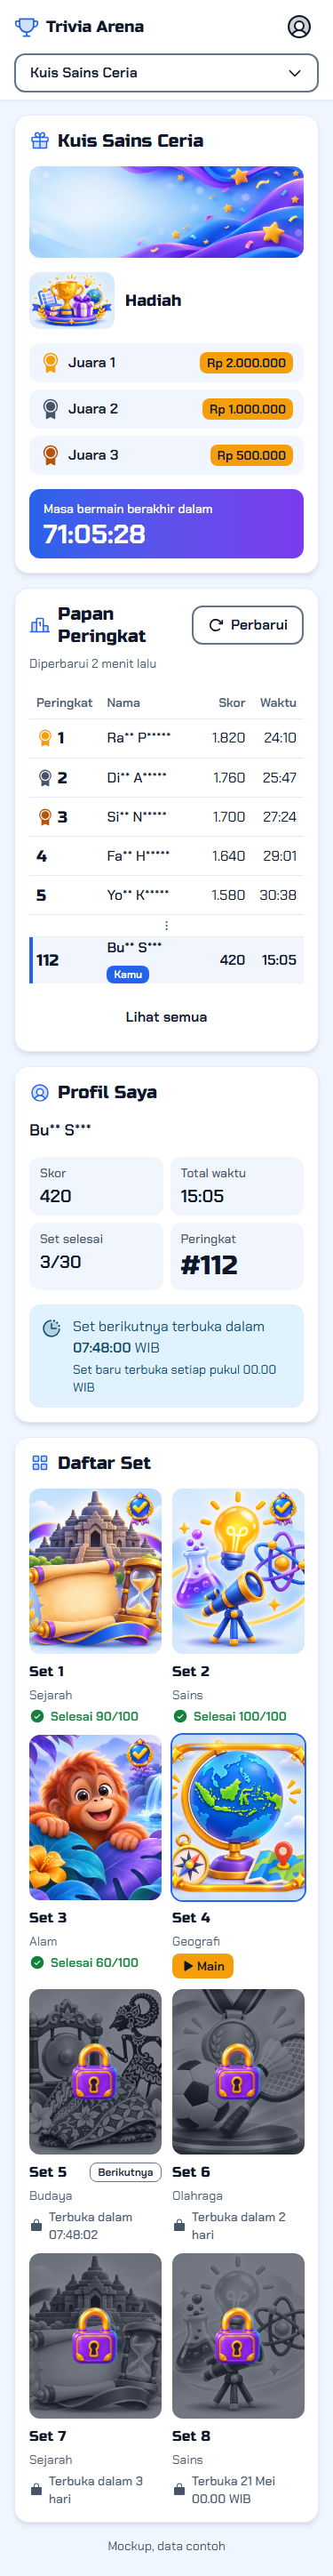 Trivia Arena
Kuis Sains Ceria
Kuis Sains Ceria
Hadiah
Juara 1 Rp 2.000.000
Juara 2 Rp 1.000.000
Juara 3 Rp 500.000
Masa bermain berakhir dalam
71:05:28
Papan
Peringkat
Perbarui
Diperbarui 2 menit lalu
Peringkat Nama Skor Waktu
1 Ra** P***** 1.820 24:10
2 Di** A***** 1.760 25:47
3 Si** N***** 1.700 27:24
4 Fa** H***** 1.640 29:01
5 Yo** K***** 1.580 30:38
⋮
112 Bu** S*** 420 15:05
Kamu
Lihat semua
Profil Saya
Bu** S***
Skor
420
Total waktu
15:05
Set selesai
3/30
Peringkat
#112
Set berikutnya terbuka dalam
07:48:00 WIB
Set baru terbuka setiap pukul 00.00
WIB
Daftar Set
Set 1
Sejarah
Selesai 90/100
Set 2
Sains
Selesai 100/100
Set 3
Alam
Selesai 60/100
Set 4
Geografi
Main
Set 5 Berikutnya
Budaya
Terbuka dalam
07:48:02
Set 6
Olahraga
Terbuka dalam 2
hari
Set 7
Sejarah
Terbuka dalam 3
hari
Set 8
Sains
Terbuka 21 Mei
00.00 WIB
Mockup, data contoh